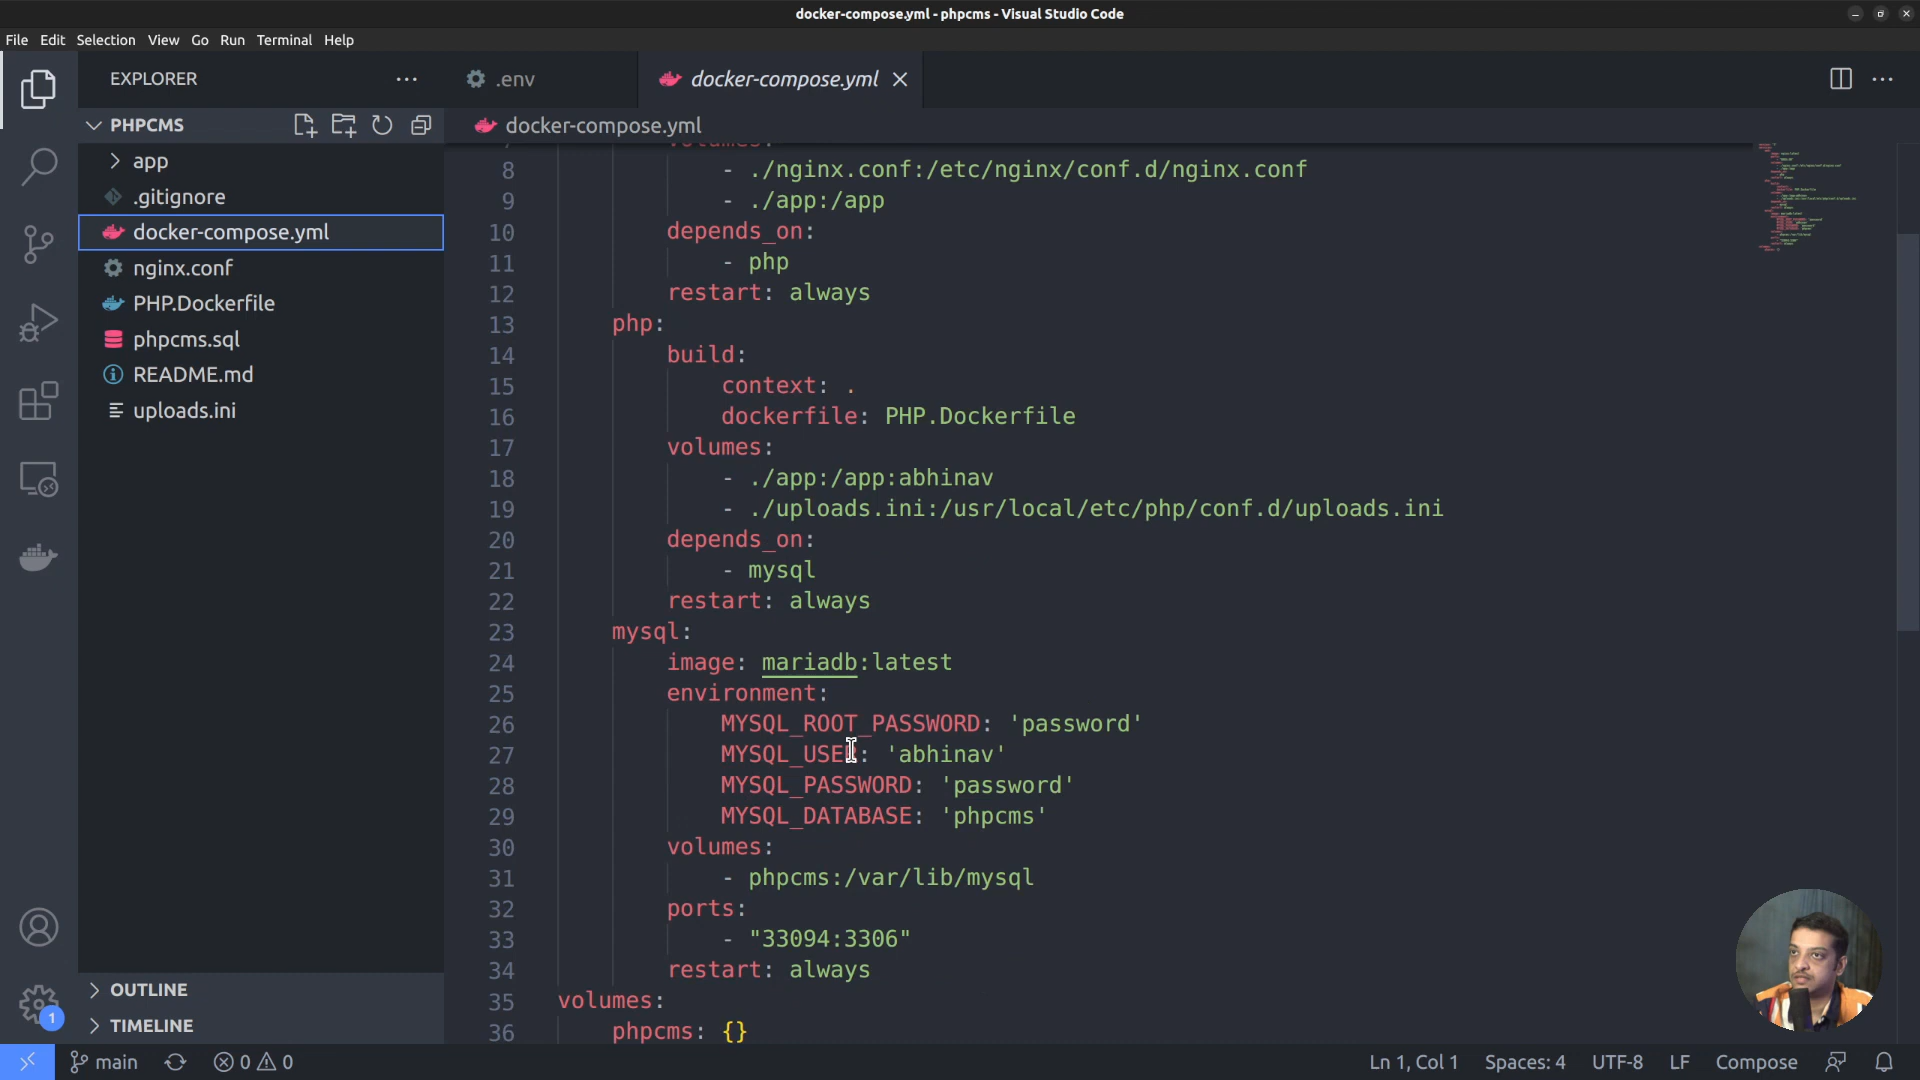 docker-compose.yml - phpcms - Visual Studio Code
File Edit Selection View Go Run Terminal Help
EXPLORER
.env
docker-compose.yml
PHPCMS
docker-compose.yml
app
.gitignore
docker-compose.yml
nginx.conf
PHP.Dockerfile
phpcms.sql
README.md
uploads.ini
8 - ./nginx.conf:/etc/nginx/conf.d/nginx.conf
9 - ./app:/app
10 depends_on:
11 - php
12 restart: always
13 php:
14 build:
15 context: .
16 dockerfile: PHP.Dockerfile
17 volumes:
18 - ./app:/app:abhinav
19 - ./uploads.ini:/usr/local/etc/php/conf.d/uploads.ini
20 depends_on:
21 - mysql
22 restart: always
23 mysql:
24 image: mariadb:latest
25 environment:
26 MYSQL_ROOT_PASSWORD: 'password'
27 MYSQL_USER: 'abhinav'
28 MYSQL_PASSWORD: 'password'
29 MYSQL_DATABASE: 'phpcms'
30 volumes:
31 - phpcms:/var/lib/mysql
32 ports:
33 - "33094:3306"
34 restart: always
35 volumes:
36 phpcms: {}
OUTLINE
TIMELINE
1
main 0 0 Ln 1, Col 1 Spaces: 4 UTF-8 LF Compose